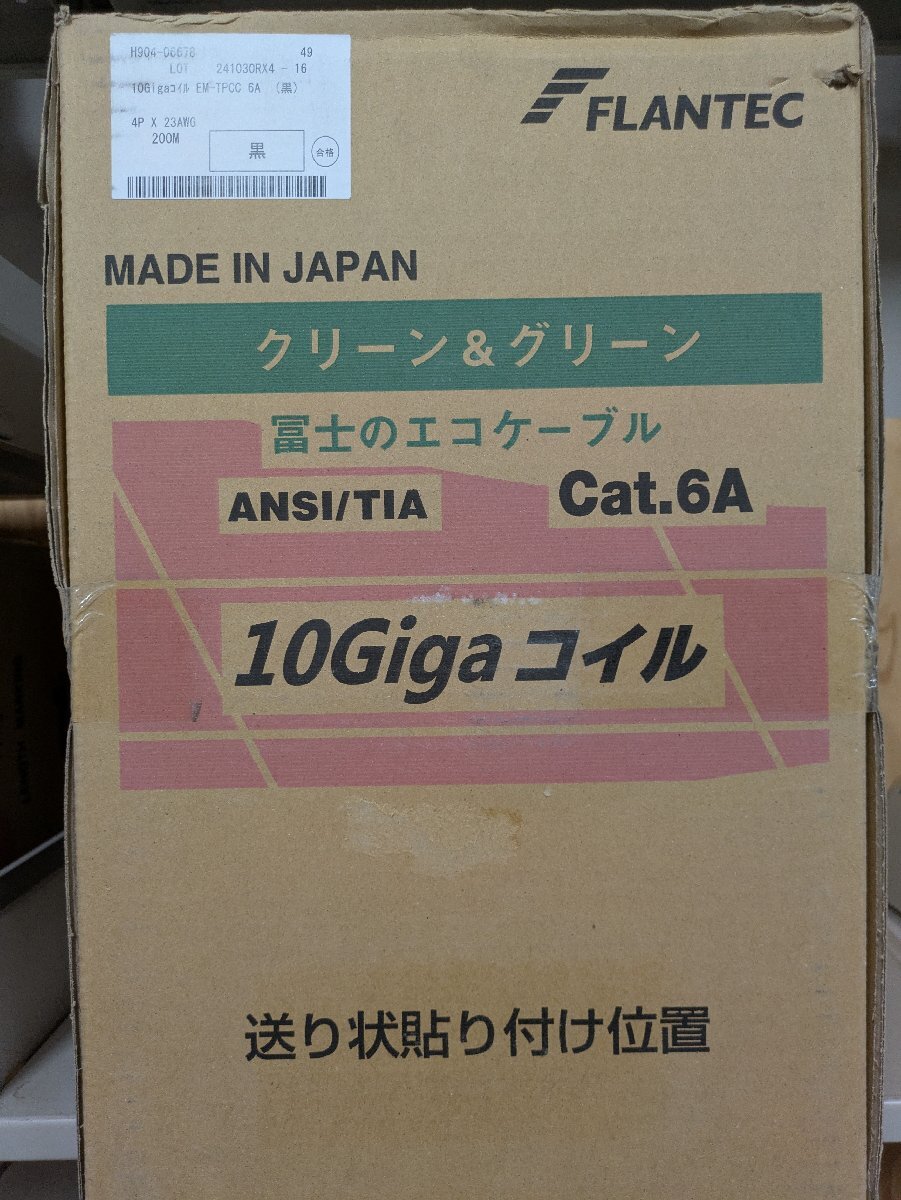 H904-06678 49
LOT 241030RX4 - 16
10Gigaコイル EM-TPCC 6A （黒）
4P X 23AWG
200M
黒
合格
FLANTEC
MADE IN JAPAN
クリーン＆グリーン
冨士のエコケーブル
ANSI/TIA
Cat.6A
10Gigaコイル
送り状貼り付け位置